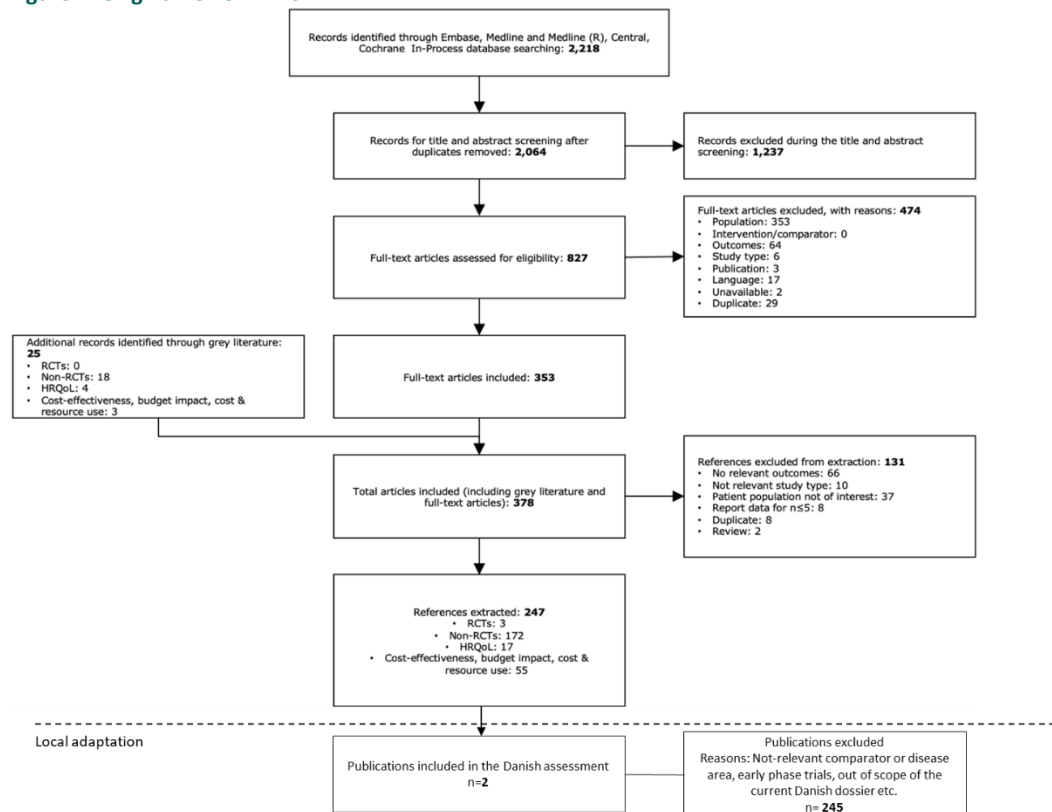 Records identified through Embase, Medline and Medline (R), Central,
Cochrane In-Process database searching: 2,218
Records for title and abstract screening after
duplicates removed: 2,064
Records excluded during the title and abstract
screening: 1,237
Full-text articles assessed for eligibility: 827
Full-text articles excluded, with reasons: 474
• Population: 353
• Intervention/comparator: 0
• Outcomes: 64
• Study type: 6
• Publication: 3
• Language: 17
• Unavailable: 2
• Duplicate: 29
Additional records identified through grey literature:
25
• RCTs: 0
• Non-RCTs: 18
• HRQoL: 4
• Cost-effectiveness, budget impact, cost &
resource use: 3
Full-text articles included: 353
Total articles included (including grey literature and
full-text articles): 378
References excluded from extraction: 131
• No relevant outcomes: 66
• Not relevant study type: 10
• Patient population not of interest: 37
• Report data for n≤5: 8
• Duplicate: 8
• Review: 2
References extracted: 247
• RCTs: 3
• Non-RCTs: 172
• HRQoL: 17
• Cost-effectiveness, budget impact, cost &
resource use: 55
Local adaptation
Publications included in the Danish assessment
n=2
Publications excluded
Reasons: Not-relevant comparator or disease
area, early phase trials, out of scope of the
current Danish dossier etc.
n= 245